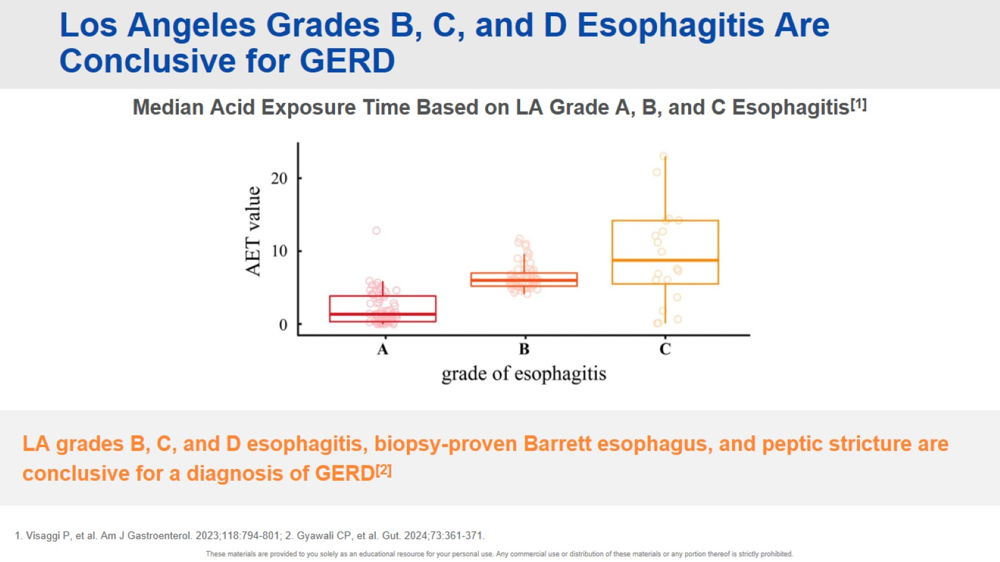 Los Angeles Grades B, C, and D Esophagitis Are
Conclusive for GERD
Median Acid Exposure Time Based on LA Grade A, B, and C Esophagitis[1]
AET value
20
10
0
A B C
grade of esophagitis
LA grades B, C, and D esophagitis, biopsy-proven Barrett esophagus, and peptic stricture are
conclusive for a diagnosis of GERD[2]
1. Visaggi P, et al. Am J Gastroenterol. 2023;118:794-801; 2. Gyawali CP, et al. Gut. 2024;73:361-371.
These materials are provided to you solely as an educational resource for your personal use. Any commercial use or distribution of these materials or any portion thereof is strictly prohibited.